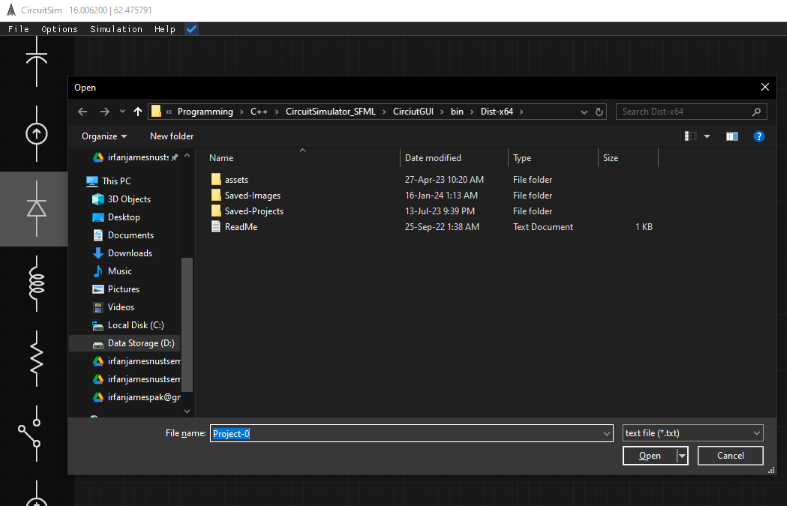 CircuitSim 16.006200 | 62.475791
File Options Simulation Help
Open
« Programming > C++ > CircuitSimulator_SFML > CirciutGUI > bin > Dist-x64 >
Search Dist-x64
Organize New folder
Name Date modified Type Size
irfanjamesnusts
This PC
3D Objects
Desktop
Documents
Downloads
Music
Pictures
Videos
Local Disk (C:)
Data Storage (D:)
irfanjamesnustsem
irfanjamesnustsem
irfanjamespak@gr
assets 27-Apr-23 10:20 AM File folder
Saved-Images 16-Jan-24 1:13 AM File folder
Saved-Projects 13-Jul-23 9:39 PM File folder
ReadMe 25-Sep-22 1:38 AM Text Document 1 KB
File name: Project-0
text file (*.txt)
Open Cancel